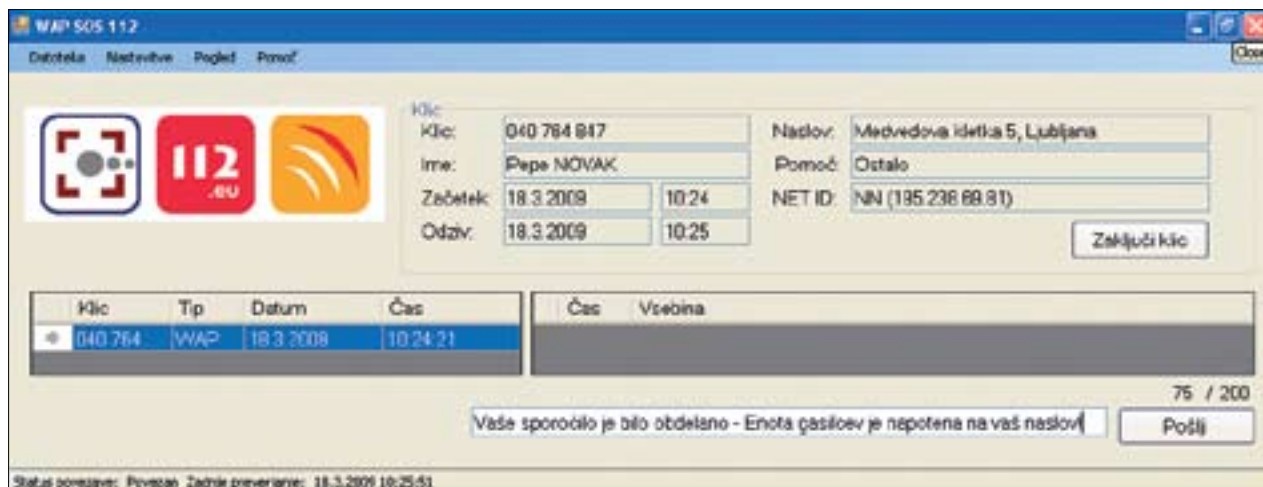 WAP SOS 112
Datoteka Nastavitve Pogled Pomoč
Close
112
.eu
Klic
Klic: 040 764 847 Naslov: Medvedova kletka 5, Ljubljana
Ime: Pepe NOVAK Pomoč: Ostalo
Začetek: 18.3.2009 10:24 NET ID: NN (195.238.69.81)
Odziv: 18.3.2009 10:25
Zaključi klic
Klic Tip Datum Čas Čas Vsebina
040 764 WAP 18.3.2009 10:24:21
75 / 200
Vaše sporočilo je bilo obdelano - Enota gasilcev je napotena na vaš naslov
Pošlji
Status povezave: Povezan Zadnje preverjanje: 18.3.2009 10:25:51